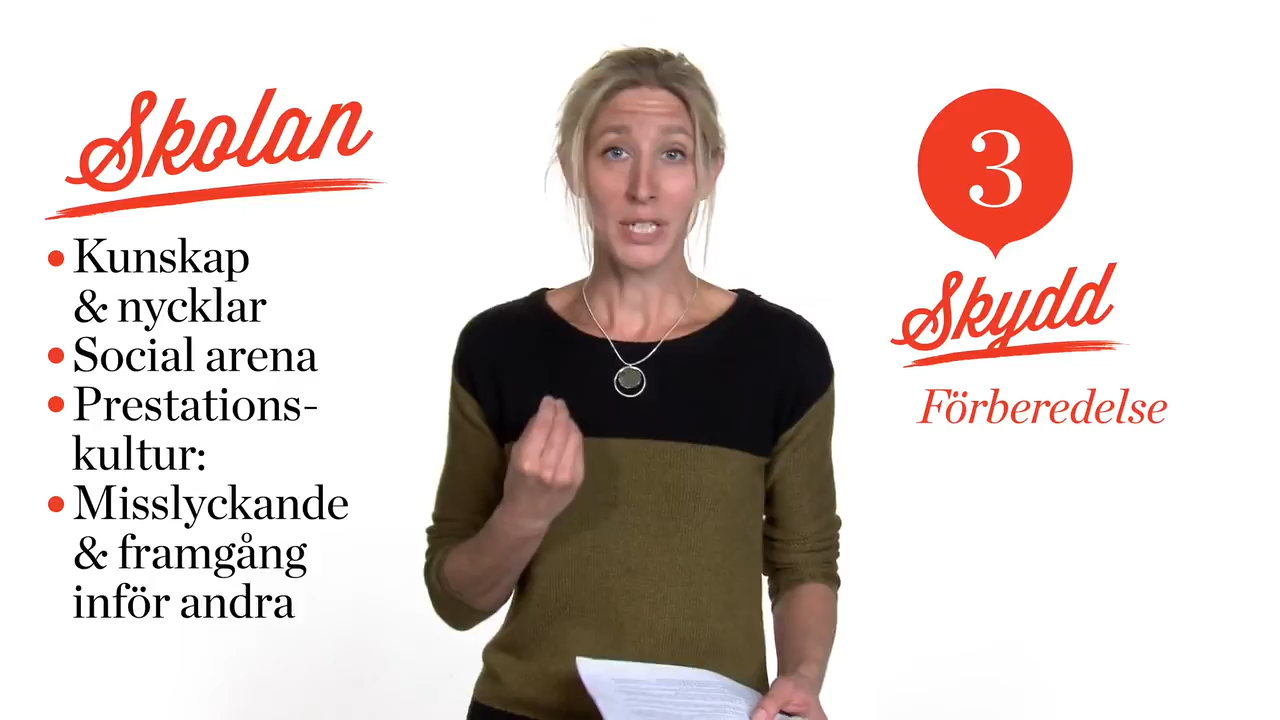 Skolan
• Kunskap
& nycklar
• Social arena
• Prestations-
kultur:
• Misslyckande
& framgång
inför andra
3
Skydd
Förberedelse